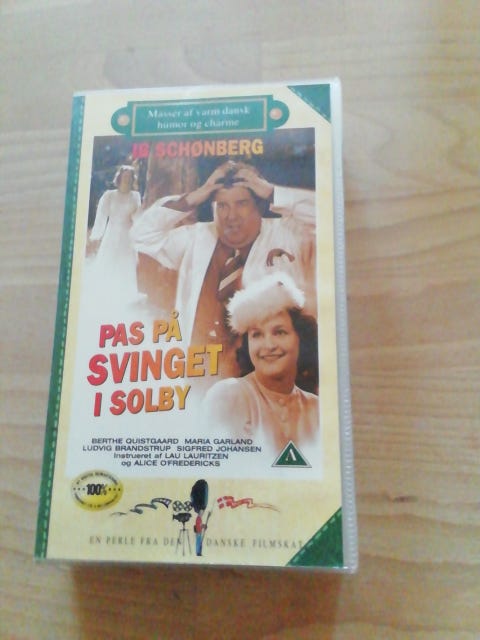 Masser af varm dansk
humor og charme
IB SCHØNBERG
PAS PÅ
SVINGET
I SOLBY
BERTHE QUISTGAARD MARIA GARLAND
LUDVIG BRANDSTRUP SIGFRED JOHANSEN
Instrueret af LAU LAURITZEN
og ALICE O'FREDERICKS
A
100%
EN PERLE FRA DEN DANSKE FILMSKAT